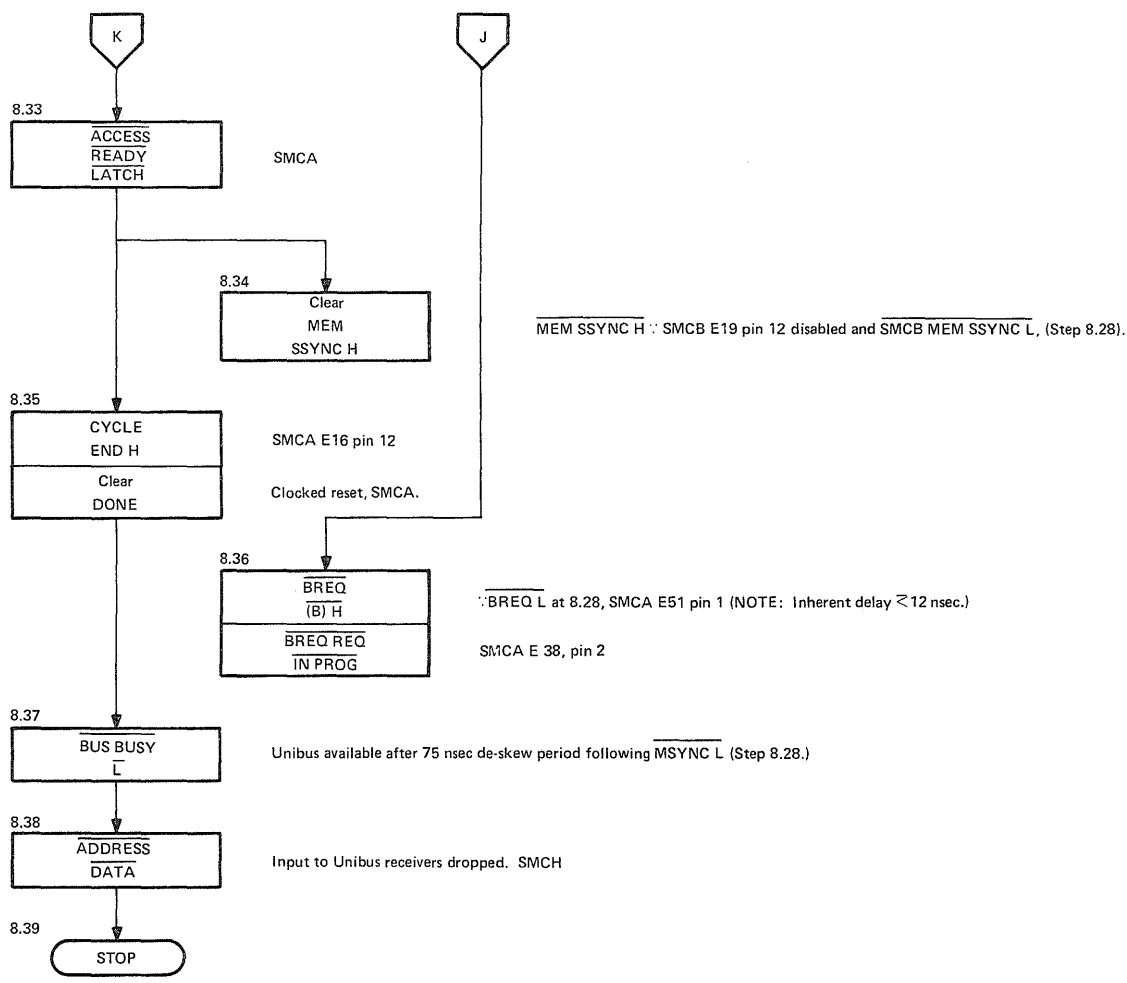 K
J
8.33
ACCESS
READY
LATCH
SMCA
8.34
Clear
MEM
SSYNC H
MEM SSYNC H ∵ SMCB E19 pin 12 disabled and SMCB MEM SSYNC L, (Step 8.28).
8.35
CYCLE
END H
SMCA E16 pin 12
Clear
DONE
Clocked reset, SMCA.
8.36
BREQ
(B) H
∵ BREQ L at 8.28, SMCA E51 pin 1 (NOTE: Inherent delay ≷ 12 nsec.)
BREQ REQ
IN PROG
SMCA E 38, pin 2
8.37
BUS BUSY
L
Unibus available after 75 nsec de-skew period following MSYNC L (Step 8.28.)
8.38
ADDRESS
DATA
Input to Unibus receivers dropped. SMCH
8.39
STOP